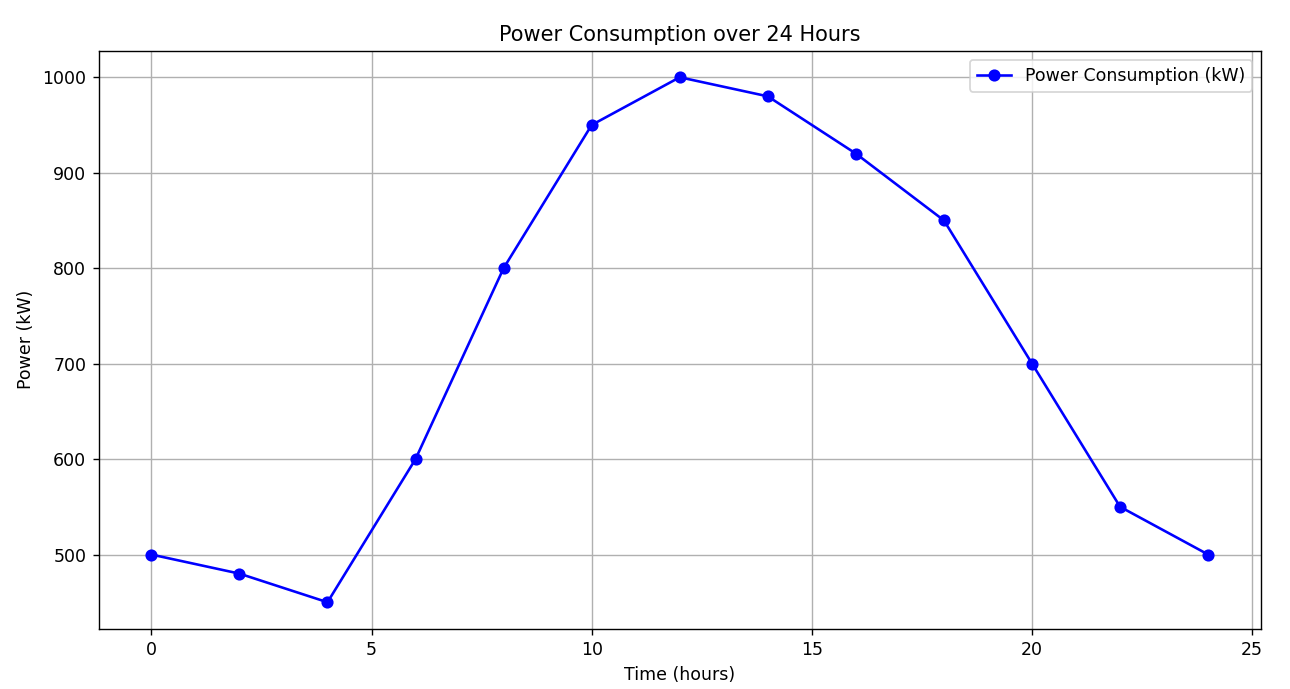 Power Consumption over 24 Hours
Power Consumption (kW)
1000
900
800
700
600
500
Power (kW)
0 5 10 15 20 25
Time (hours)